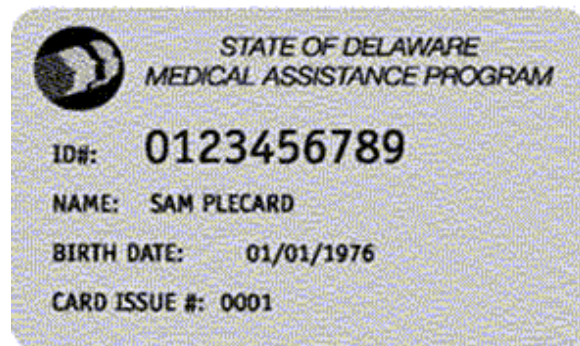 STATE OF DELAWARE
MEDICAL ASSISTANCE PROGRAM
ID#: 0123456789
NAME: SAM PLECARD
BIRTH DATE: 01/01/1976
CARD ISSUE #: 0001